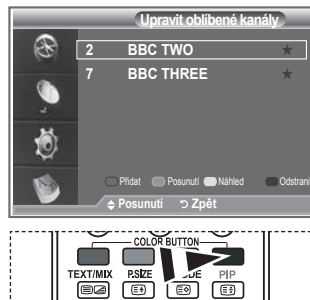 Upravit oblíbené kanály
2 BBC TWO ★
7 BBC THREE ★
Přidat Posunutí Náhled
Posunutí Zpět
COLOR BUTTON
TEXT/MIX P.SIZE PIP